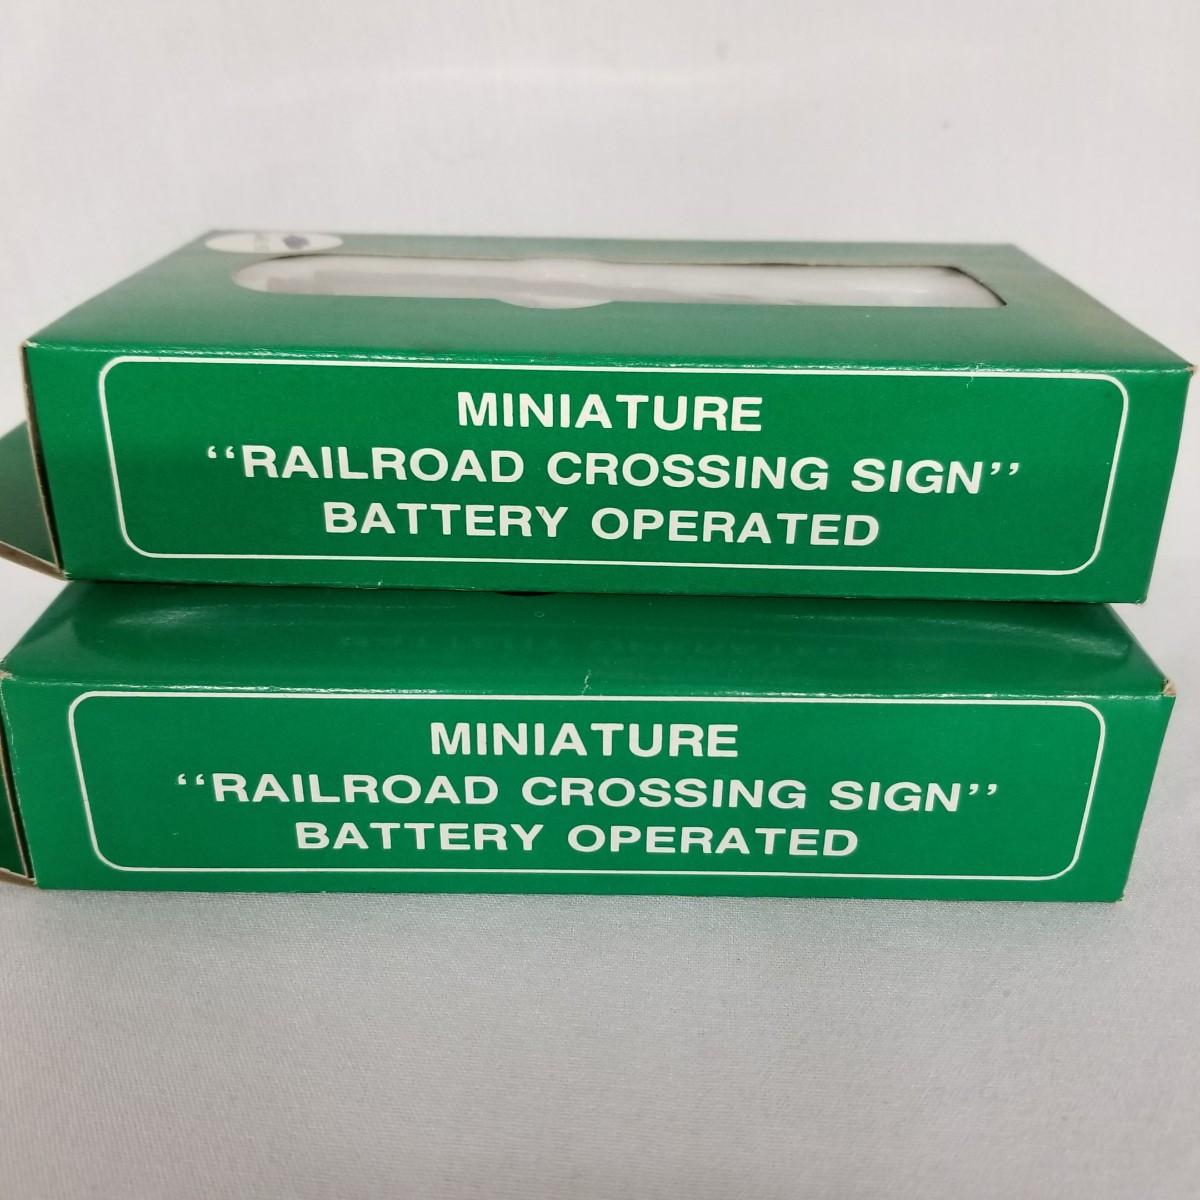 MINIATURE
‘‘RAILROAD CROSSING SIGN’’
BATTERY OPERATED
MINIATURE
‘‘RAILROAD CROSSING SIGN’’
BATTERY OPERATED